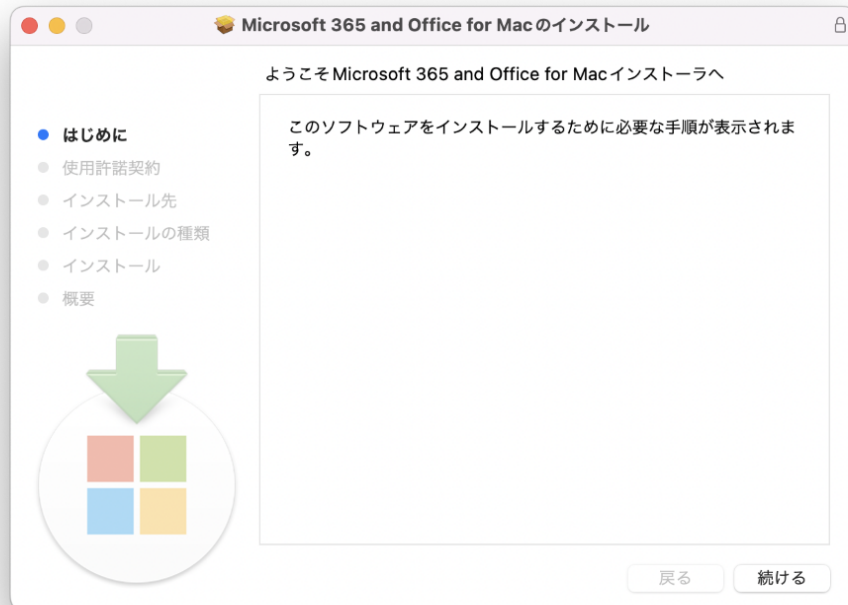 Microsoft 365 and Office for Macのインストール
ようこそMicrosoft 365 and Office for Macインストーラへ
はじめに
使用許諾契約
インストール先
インストールの種類
インストール
概要
このソフトウェアをインストールするために必要な手順が表示されま
す。
戻る
続ける